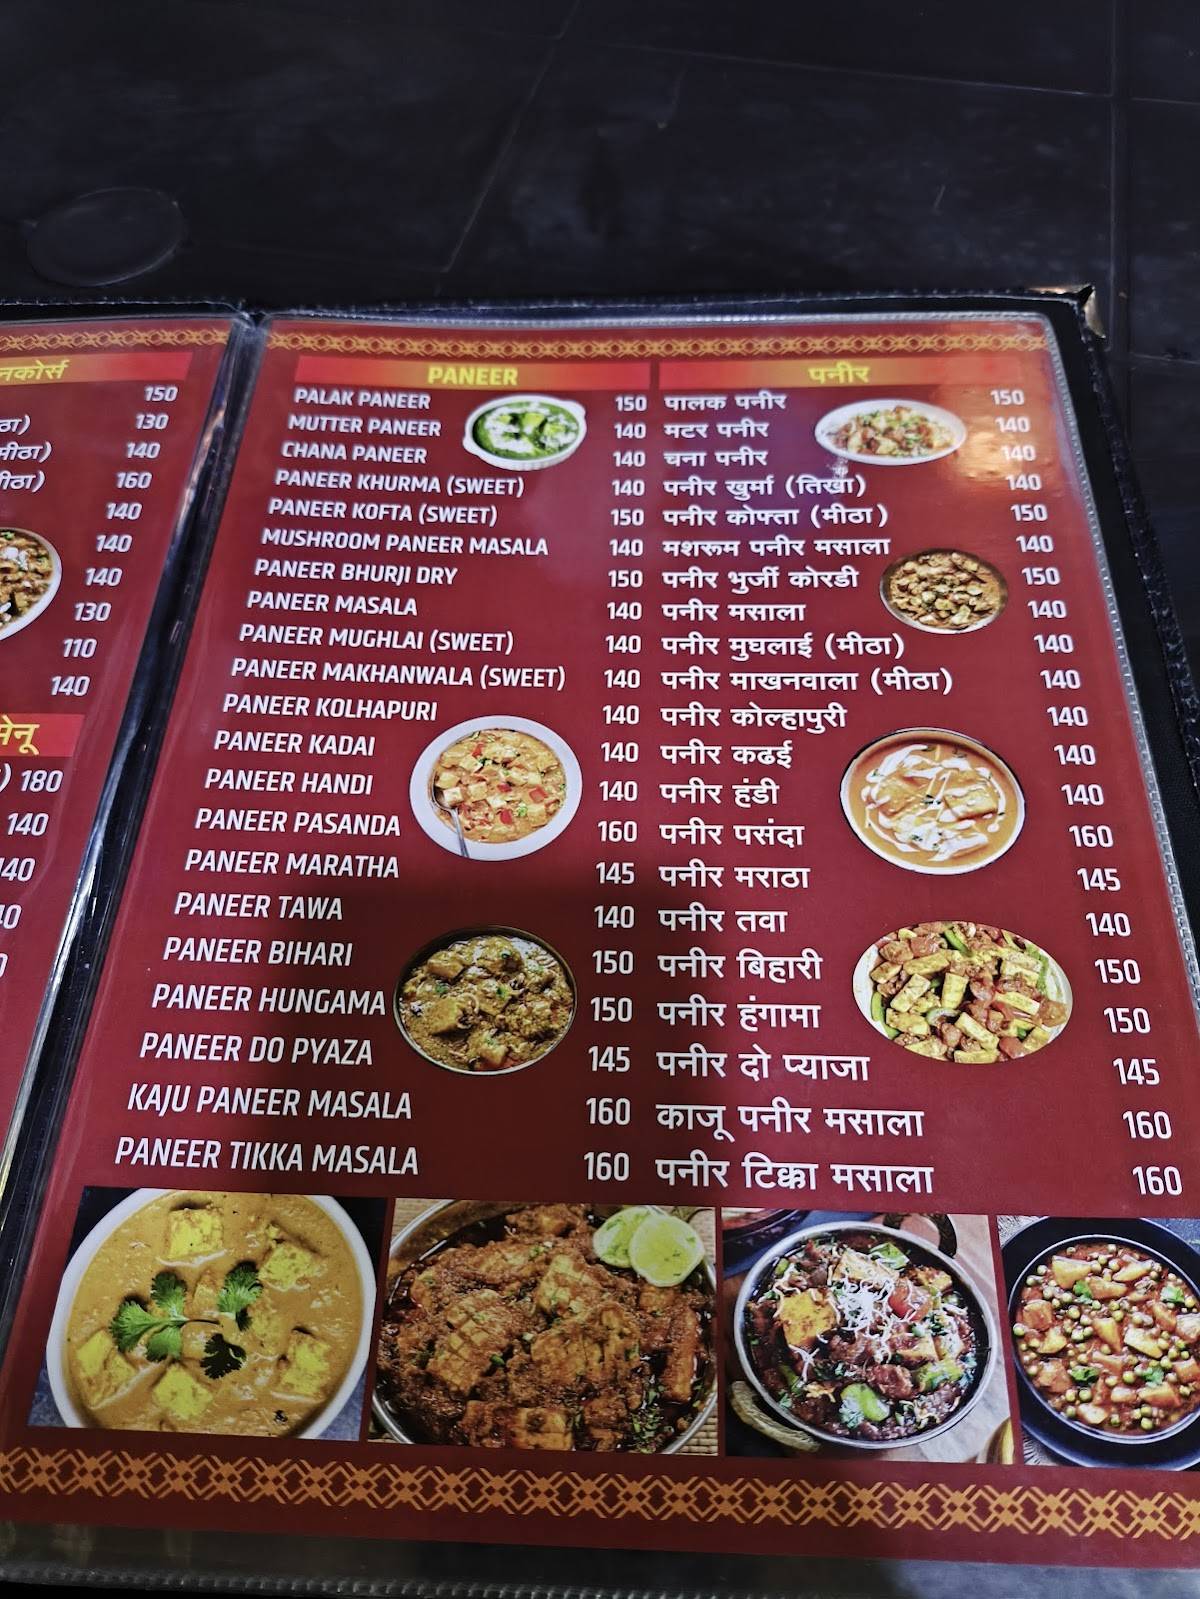 नकोर्स
150
130
मीठा) 140
160
140
140
140
130
110
140
मेनू
180
140
PANEER
PALAK PANEER 150
MUTTER PANEER 140
CHANA PANEER 140
PANEER KHURMA (SWEET) 140
PANEER KOFTA (SWEET) 150
MUSHROOM PANEER MASALA 140
PANEER BHURJI DRY 150
PANEER MASALA 140
PANEER MUGHLAI (SWEET) 140
PANEER MAKHANWALA (SWEET) 140
PANEER KOLHAPURI 140
PANEER KADAI 140
PANEER HANDI 140
PANEER PASANDA 160
PANEER MARATHA 145
PANEER TAWA 140
PANEER BIHARI 150
PANEER HUNGAMA 150
PANEER DO PYAZA 145
KAJU PANEER MASALA 160
PANEER TIKKA MASALA 160
पनीर
पालक पनीर 150
मटर पनीर 140
चना पनीर 140
पनीर खुर्मा (तिखा) 140
पनीर कोफ्ता (मीठा) 150
मशरूम पनीर मसाला 140
पनीर भुर्जी कोरडी 150
पनीर मसाला 140
पनीर मुघलाई (मीठा) 140
पनीर माखनवाला (मीठा) 140
पनीर कोल्हापुरी 140
पनीर कढई 140
पनीर हंडी 140
पनीर पसंदा 160
पनीर मराठा 145
पनीर तवा 140
पनीर बिहारी 150
पनीर हंगामा 150
पनीर दो प्याजा 145
काजू पनीर मसाला 160
पनीर टिक्का मसाला 160